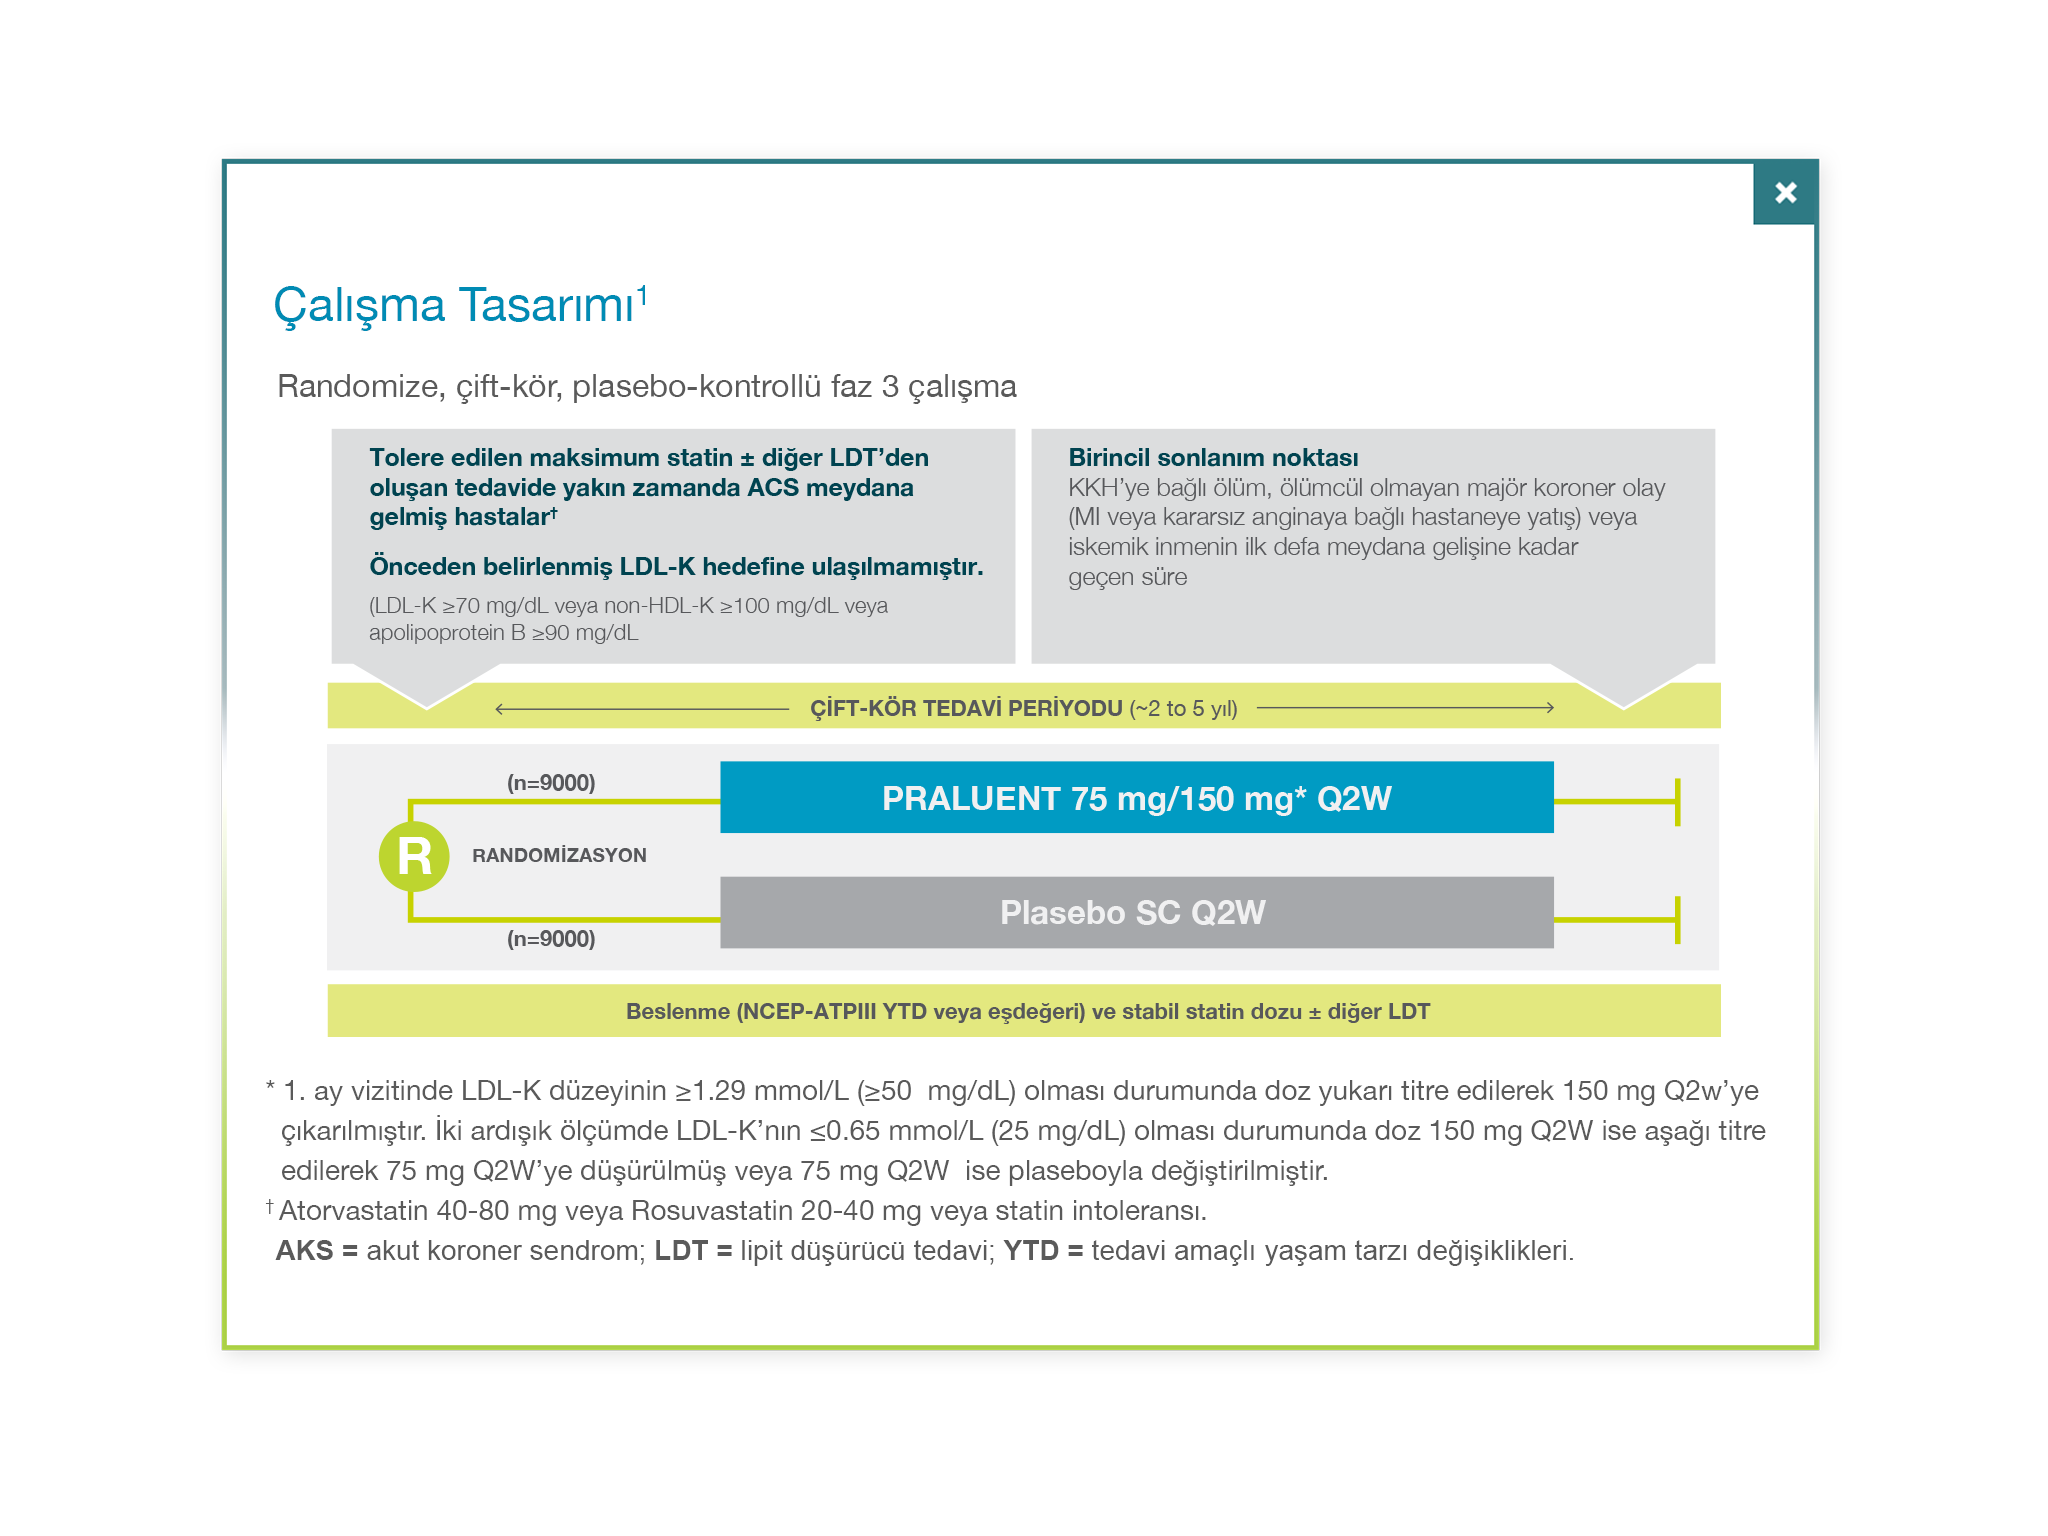 Çalışma Tasarımı1
Randomize, çift-kör, plasebo-kontrollü faz 3 çalışma
Tolere edilen maksimum statin ± diğer LDT’den
oluşan tedavide yakın zamanda ACS meydana
gelmiş hastalar†
Önceden belirlenmiş LDL-K hedefine ulaşılmamıştır.
(LDL-K ≥70 mg/dL veya non-HDL-K ≥100 mg/dL veya
apolipoprotein B ≥90 mg/dL
Birincil sonlanım noktası
KKH’ye bağlı ölüm, ölümcül olmayan majör koroner olay
(MI veya kararsız anginaya bağlı hastaneye yatış) veya
iskemik inmenin ilk defa meydana gelişine kadar
geçen süre
ÇİFT-KÖR TEDAVİ PERİYODU (~2 to 5 yıl)
(n=9000)
PRALUENT 75 mg/150 mg* Q2W
R
RANDOMİZASYON
Plasebo SC Q2W
(n=9000)
Beslenme (NCEP-ATPIII YTD veya eşdeğeri) ve stabil statin dozu ± diğer LDT
* 1. ay vizitinde LDL-K düzeyinin ≥1.29 mmol/L (≥50 mg/dL) olması durumunda doz yukarı titre edilerek 150 mg Q2w’ye
çıkarılmıştır. İki ardışık ölçümde LDL-K’nın ≤0.65 mmol/L (25 mg/dL) olması durumunda doz 150 mg Q2W ise aşağı titre
edilerek 75 mg Q2W’ye düşürülmüş veya 75 mg Q2W ise plaseboyla değiştirilmiştir.
† Atorvastatin 40-80 mg veya Rosuvastatin 20-40 mg veya statin intoleransı.
AKS = akut koroner sendrom; LDT = lipit düşürücü tedavi; YTD = tedavi amaçlı yaşam tarzı değişiklikleri.